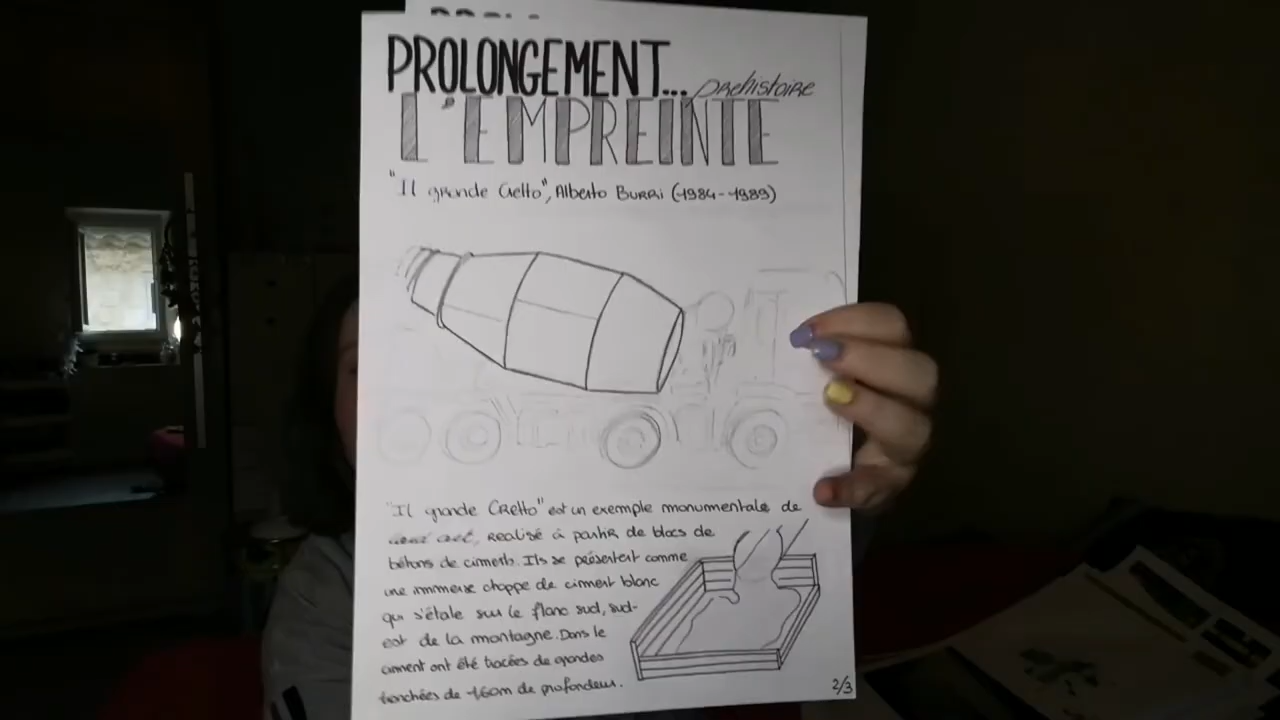 PROLONGEMENT... préhistoire
L'EMPREINTE
"Il grande Cretto", Alberto Burri (1984-1989)
"Il grande Cretto" est un exemple monumentale de
land art, realisé à partir de blocs de
bétons de ciments. Ils se présentent comme
une immense chappe de ciment blanc
qui s'étale sur le flanc sud, sud-
est de la montagne. Dans le
ciment ont été tracées de grandes
tranchées de 1,60m de profondeur.
2/3